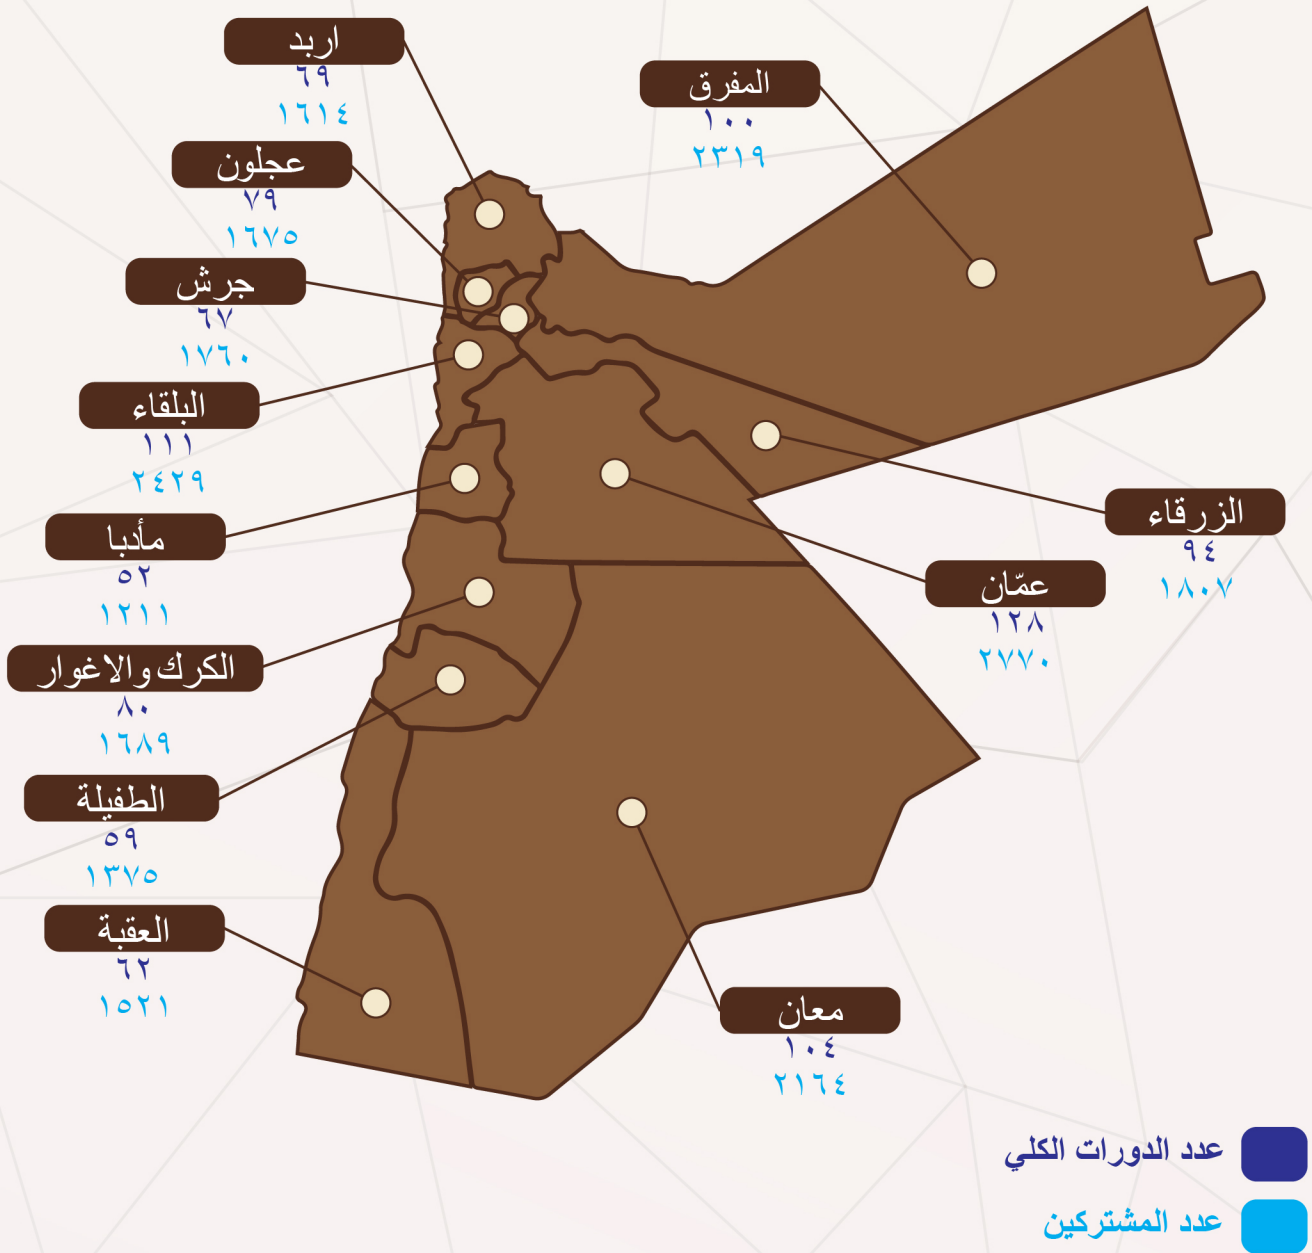 اربد
٦٩
١٦١٤
المفرق
١٠٠
٢٣١٩
عجلون
٧٩
١٦٧٥
جرش
٦٧
١٧٦٠
البلقاء
١١١
٢٤٢٩
مأدبا
٥٢
١٢١١
الزرقاء
٩٤
١٨٠٧
عمّان
١٢٨
٢٧٧٠
الكرك والاغوار
٨٠
١٦٨٩
الطفيلة
٥٩
١٣٧٥
العقبة
٦٢
١٥٢١
معان
١٠٤
٢١٦٤
عدد الدورات الكلي
عدد المشتركين